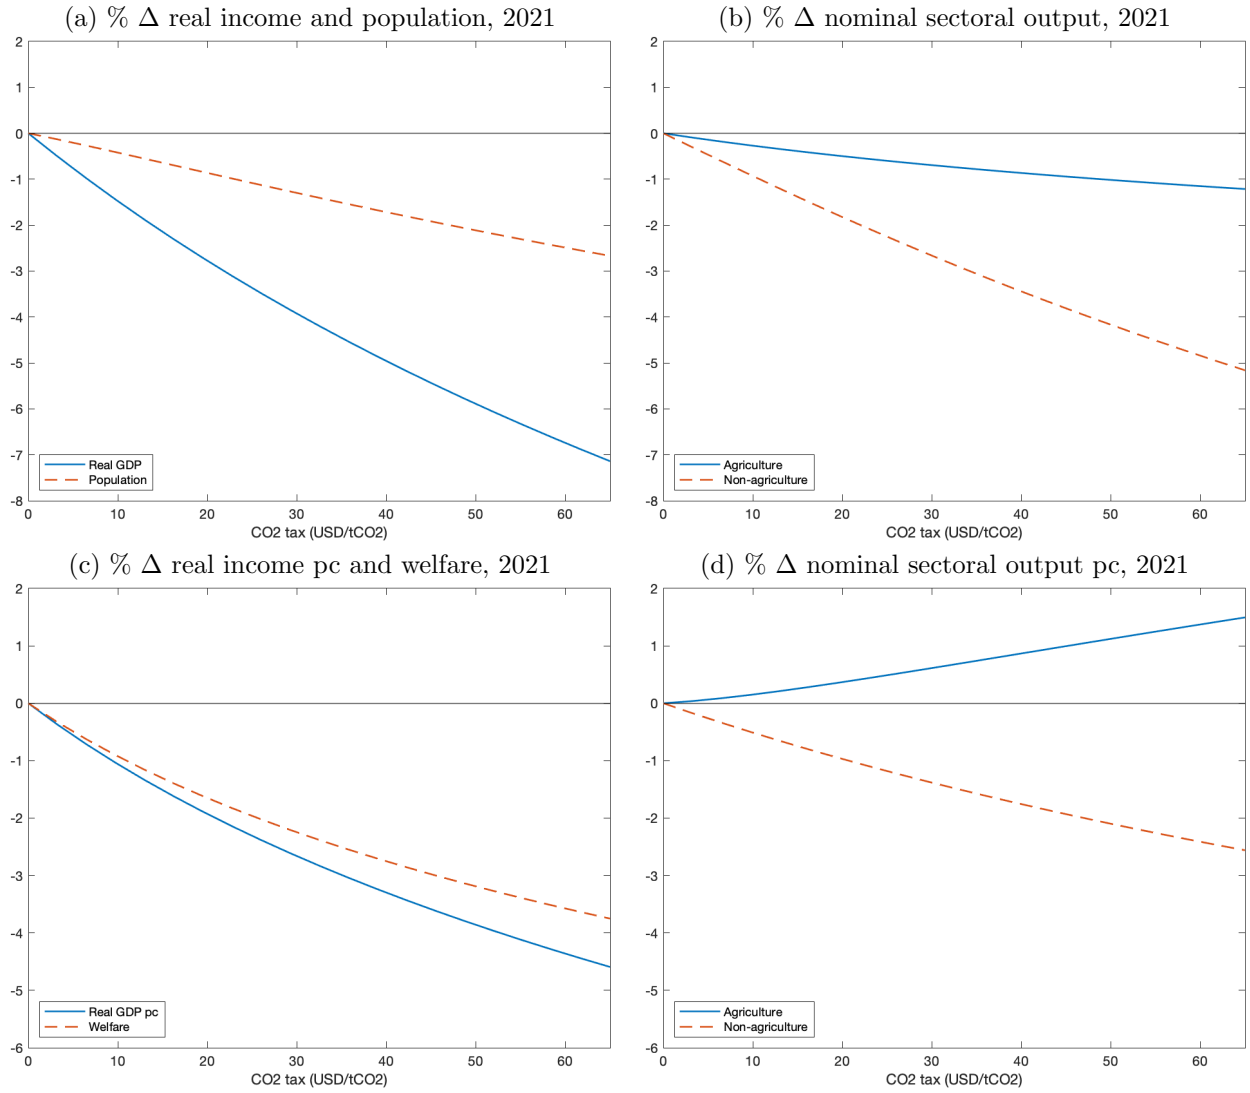 (a) % Δ real income and population, 2021
2
1
0
-1
-2
-3
-4
-5
-6
-7
-8
Real GDP
Population
0 10 20 30 40 50 60
CO2 tax (USD/tCO2)
(b) % Δ nominal sectoral output, 2021
2
1
0
-1
-2
-3
-4
-5
-6
-7
-8
Agriculture
Non-agriculture
0 10 20 30 40 50 60
CO2 tax (USD/tCO2)
(c) % Δ real income pc and welfare, 2021
2
1
0
-1
-2
-3
-4
-5
-6
Real GDP pc
Welfare
0 10 20 30 40 50 60
CO2 tax (USD/tCO2)
(d) % Δ nominal sectoral output pc, 2021
2
1
0
-1
-2
-3
-4
-5
-6
Agriculture
Non-agriculture
0 10 20 30 40 50 60
CO2 tax (USD/tCO2)